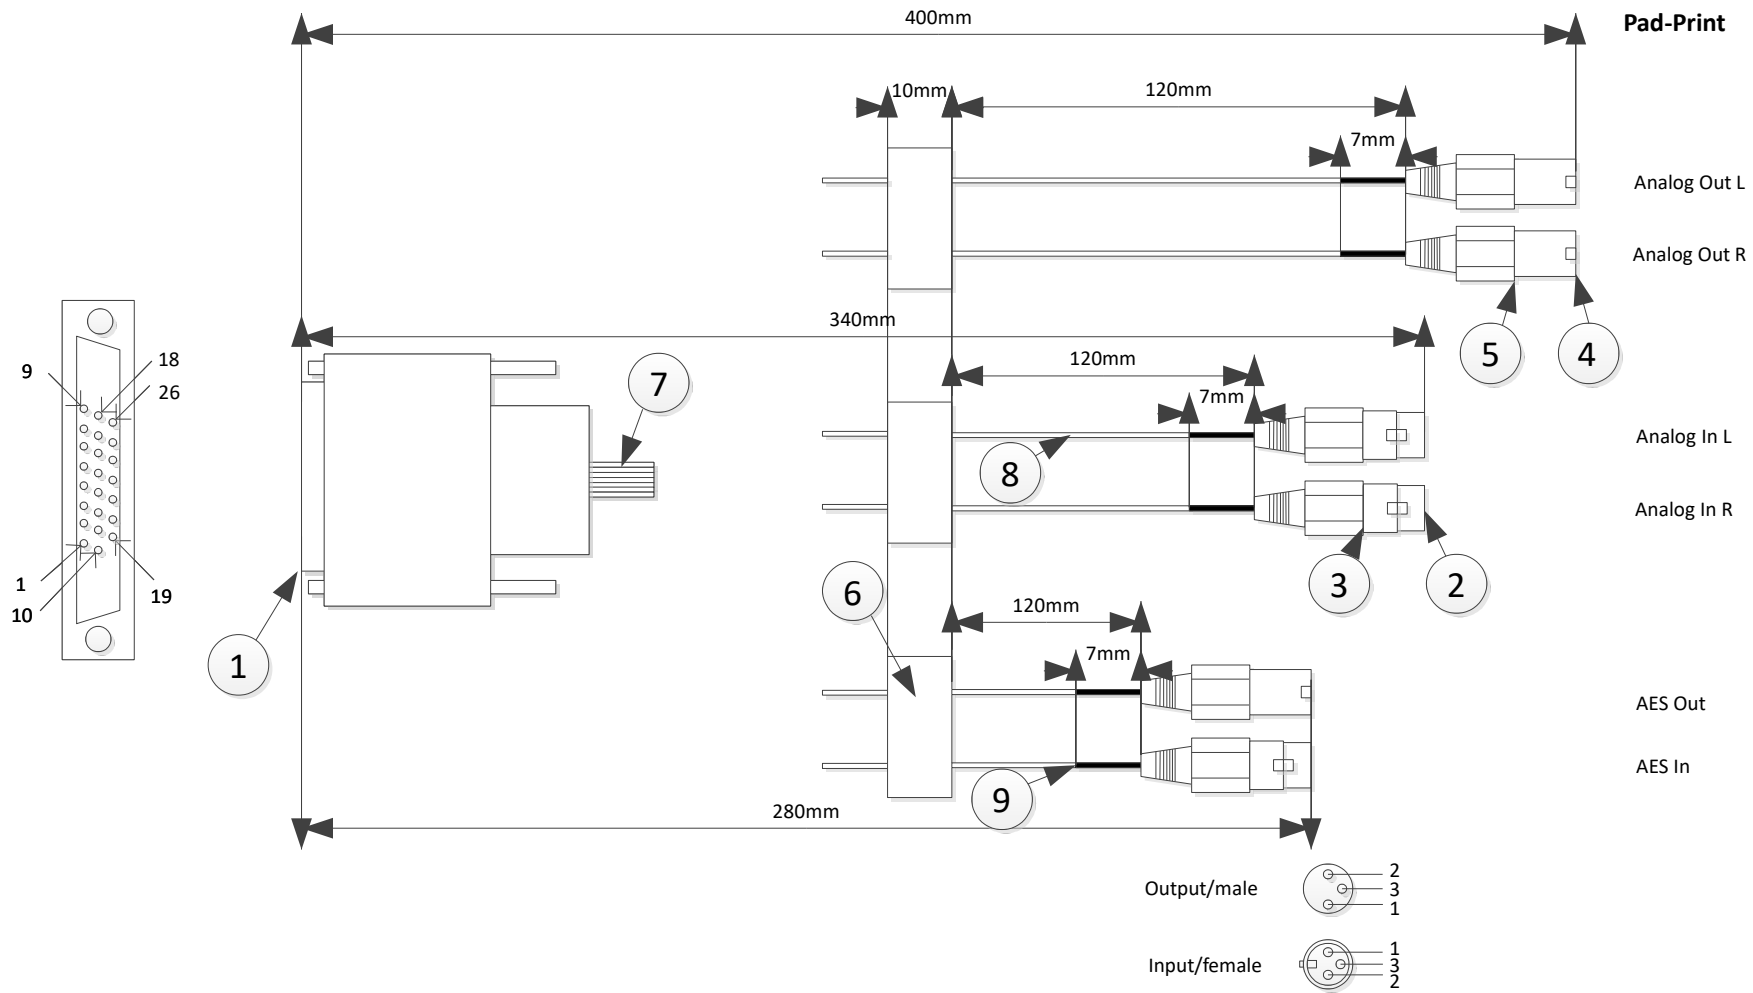 400mm
Pad-Print
10mm
120mm
7mm
Analog Out L
Analog Out R
340mm
5
4
9
18
26
7
120mm
7mm
Analog In L
8
Analog In R
1
10
19
3
2
6
120mm
1
7mm
AES Out
AES In
9
280mm
Output/male
2
3
1
Input/female
1
3
2